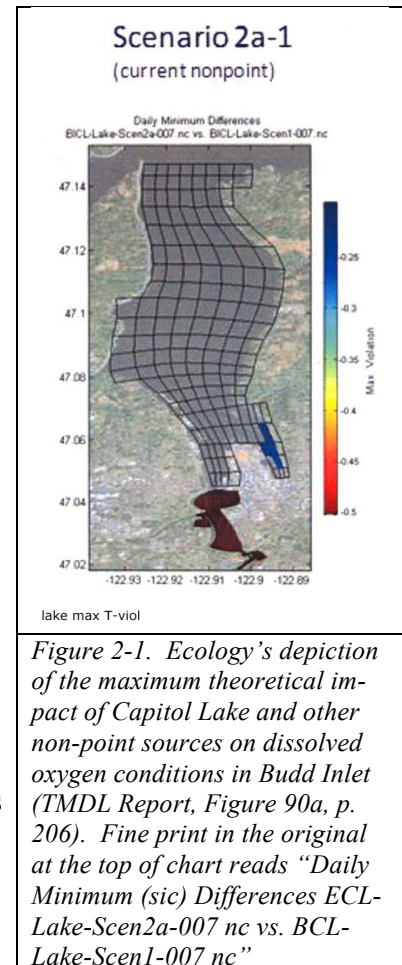 Scenario 2a-1
(current nonpoint)
Daily Minimum Differences
BICL-Lake-Scen2a-007.nc vs. BICL-Lake-Scen1-007.nc
47.14
47.12
47.1
47.08
47.06
47.04
47.02
-122.93 -122.92 -122.91 -122.9 -122.89
-0.25
-0.3
-0.35
-0.4
-0.45
-0.5
Max Violation
lake max T-viol
Figure 2-1. Ecology's depiction
of the maximum theoretical im-
pact of Capitol Lake and other
non-point sources on dissolved
oxygen conditions in Budd Inlet
(TMDL Report, Figure 90a, p.
206). Fine print in the original
at the top of chart reads "Daily
Minimum (sic) Differences ECL-
Lake-Scen2a-007 nc vs. BCL-
Lake-Scen1-007 nc"